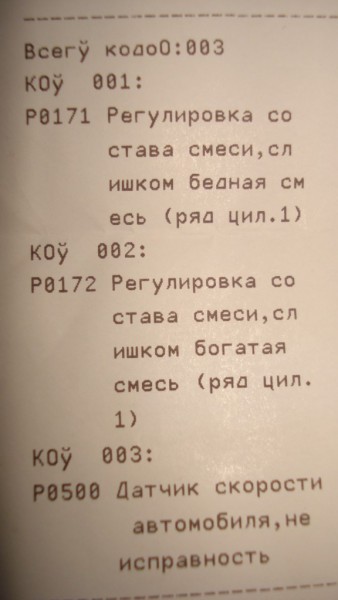 Всегў кодоО:003
КОў 001:
P0171 Регулировка со
става смеси,сл
ишком бедная см
есь (ряд цил.1)
КОў 002:
P0172 Регулировка со
става смеси,сл
ишком богатая
смесь (ряд цил.
1)
КОў 003:
P0500 Датчик скорости
автомобиля,не
исправность